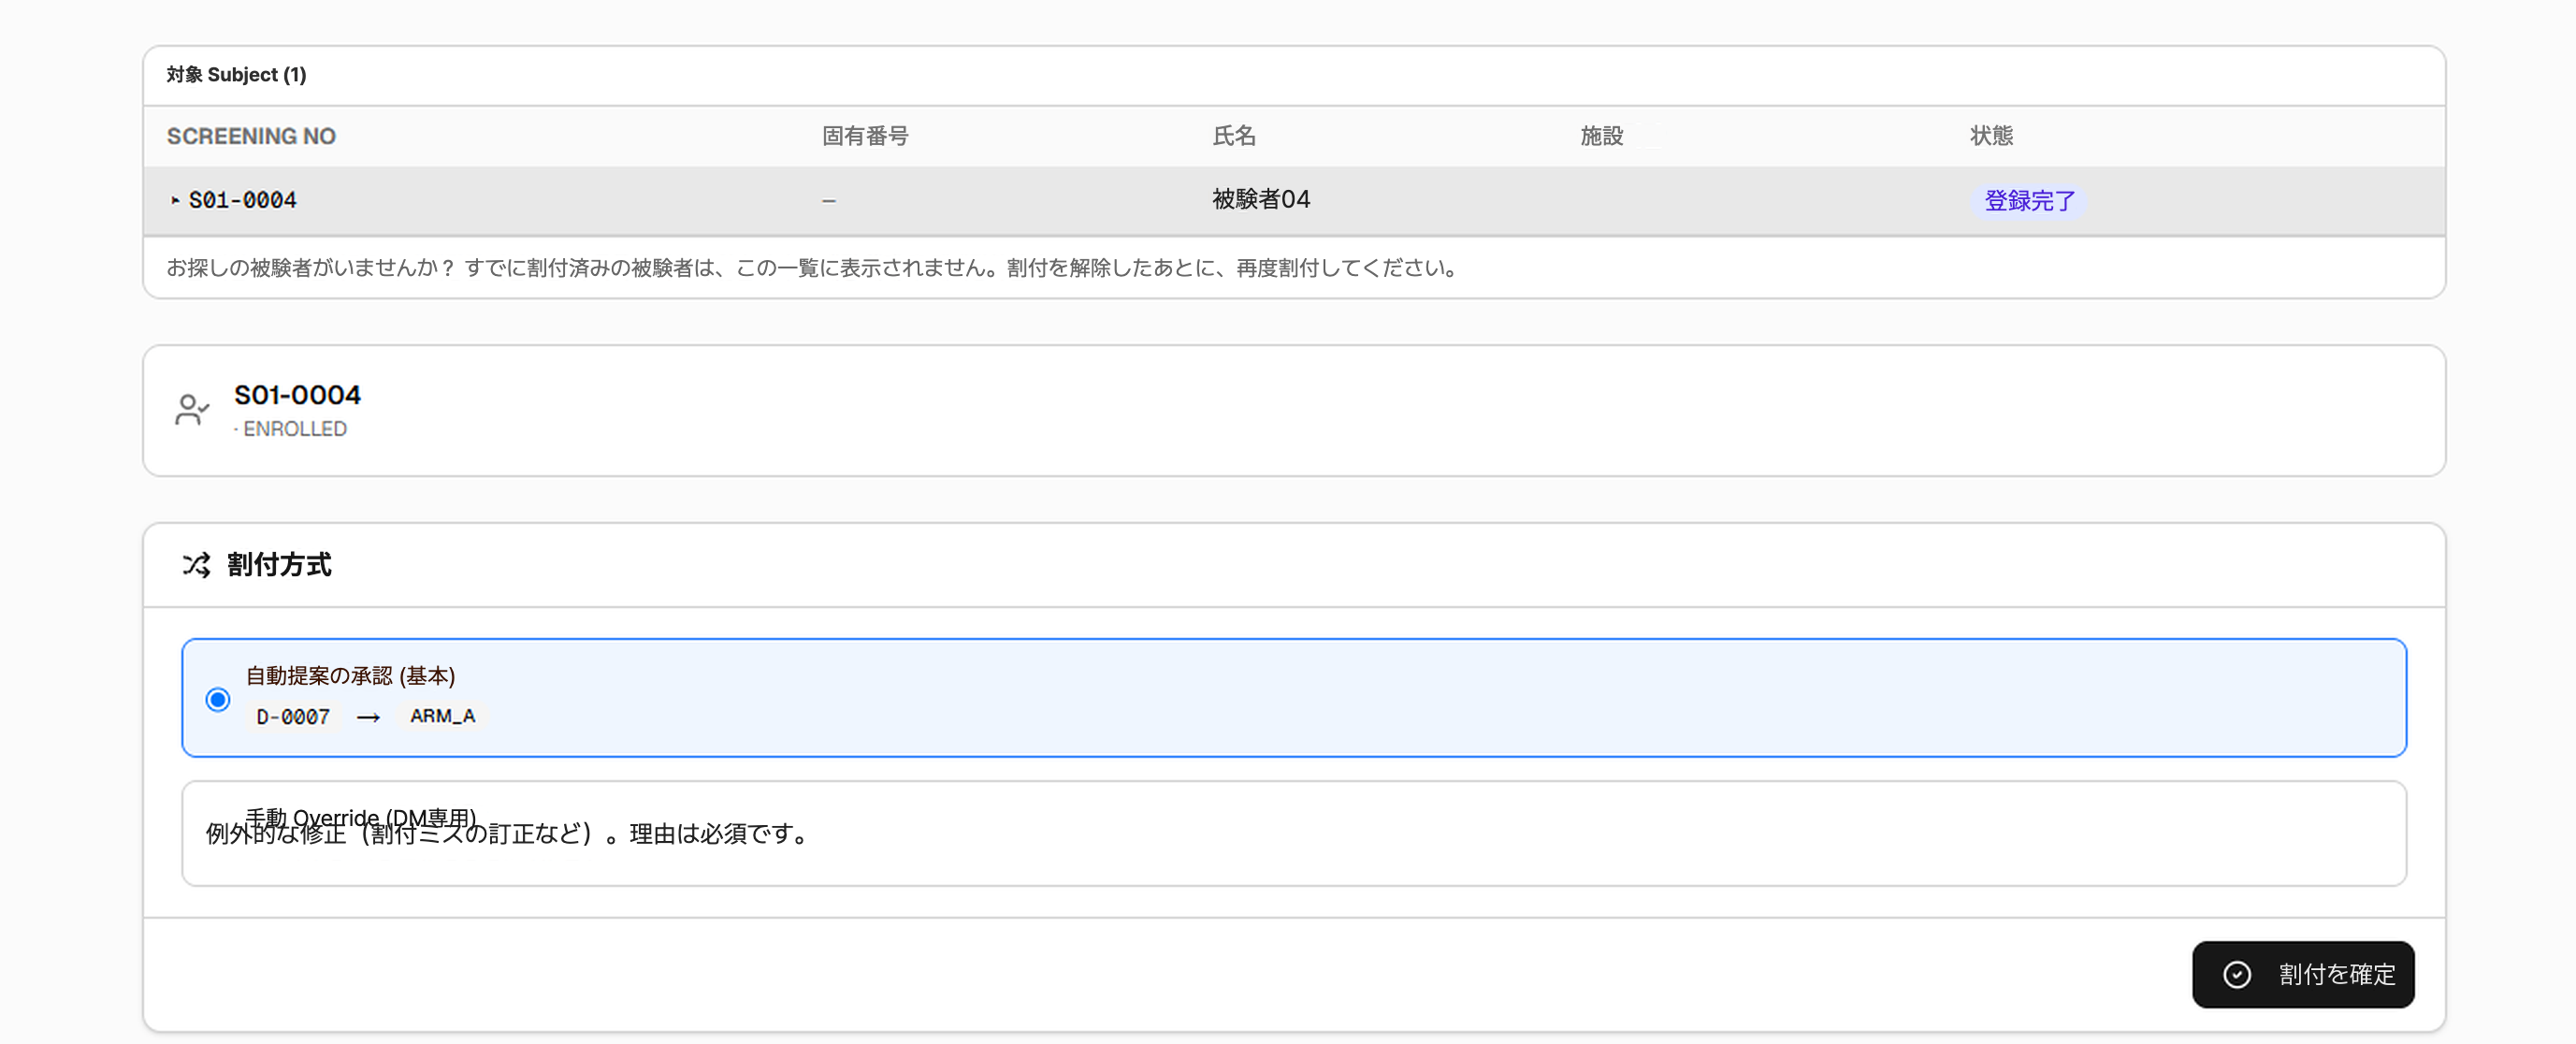 対象 Subject (1)
SCREENING NO 固有番号 氏名 施設 状態
S01-0004 – 被験者04 登録完了
お探しの被験者がいませんか？ すでに割付済みの被験者は、この一覧に表示されません。割付を解除したあとに、再度割付してください。
S01-0004
· ENROLLED
割付方式
自動提案の承認 (基本)
D-0007 → ARM_A
手動 Override (DM専用)
例外的な修正（割付ミスの訂正など）。理由は必須です。
割付を確定